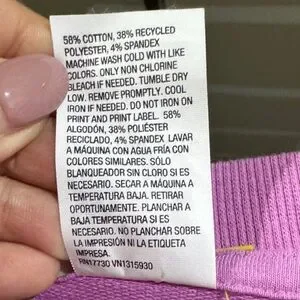 58% COTTON, 38% RECYCLED
POLYESTER, 4% SPANDEX
MACHINE WASH COLD WITH LIKE
COLORS. ONLY NON CHLORINE
BLEACH IF NEEDED. TUMBLE DRY
LOW. REMOVE PROMPTLY. COOL
IRON IF NEEDED. DO NOT IRON ON
PRINT AND PRINT LABEL. 58%
ALGODÓN, 38% POLIÉSTER
RECICLADO, 4% SPANDEX LAVAR
A MÁQUINA CON AGUA FRÍA CON
COLORES SIMILARES. SÓLO
BLANQUEADOR SIN CLORO SI ES
NECESARIO. SECAR A MÁQUINA A
TEMPERATURA BAJA. RETIRAR
OPORTUNAMENTE. PLANCHAR A
BAJA TEMPERATURA SI ES
NECESARIO. NO PLANCHAR SOBRE
LA IMPRESIÓN NI LA ETIQUETA
IMPRESA.
RN17730 VN1315930